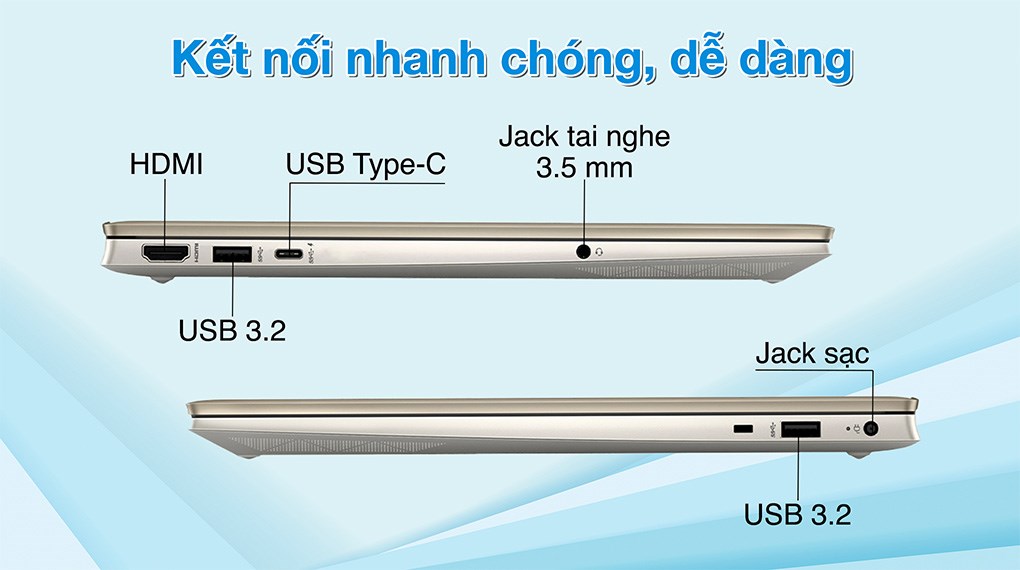 Kết nối nhanh chóng, dễ dàng
Jack tai nghe
3.5 mm
HDMI
USB Type-C
USB 3.2
Jack sạc
USB 3.2